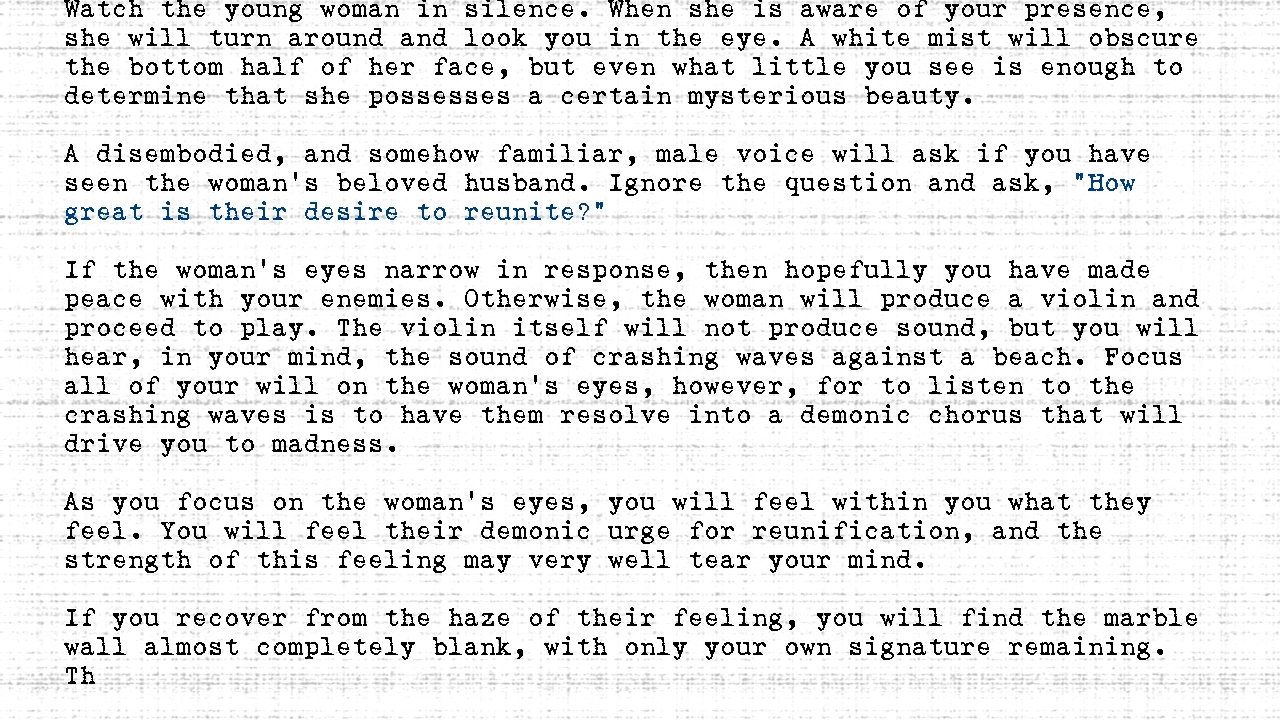 Watch the young woman in silence. When she is aware of your presence,
she will turn around and look you in the eye. A white mist will obscure
the bottom half of her face, but even what little you see is enough to
determine that she possesses a certain mysterious beauty.
A disembodied, and somehow familiar, male voice will ask if you have
seen the woman's beloved husband. Ignore the question and ask, "How
great is their desire to reunite?"
If the woman's eyes narrow in response, then hopefully you have made
peace with your enemies. Otherwise, the woman will produce a violin and
proceed to play. The violin itself will not produce sound, but you will
hear, in your mind, the sound of crashing waves against a beach. Focus
all of your will on the woman's eyes, however, for to listen to the
crashing waves is to have them resolve into a demonic chorus that will
drive you to madness.
As you focus on the woman's eyes, you will feel within you what they
feel. You will feel their demonic urge for reunification, and the
strength of this feeling may very well tear your mind.
If you recover from the haze of their feeling, you will find the marble
wall almost completely blank, with only your own signature remaining.
Th